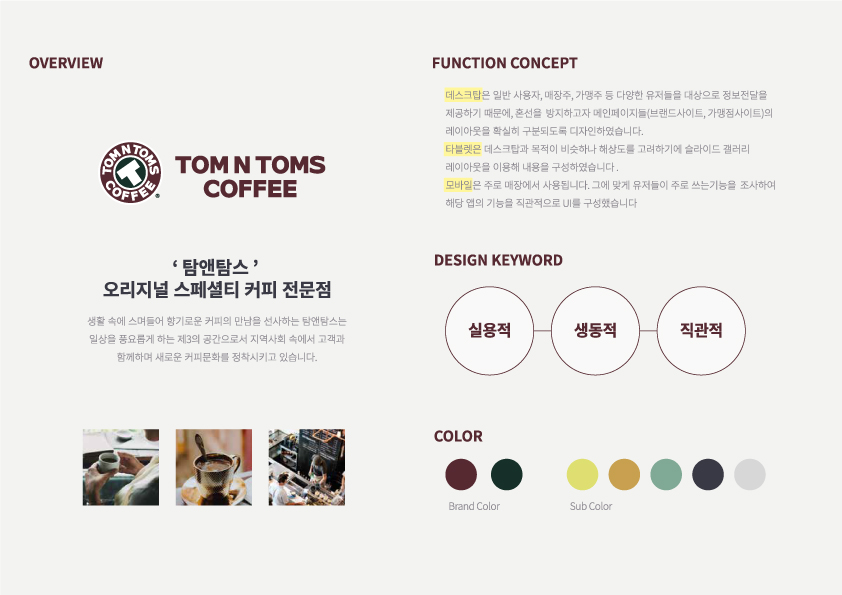 OVERVIEW
TOM N TOMS
COFFEE
TOM N TOMS
COFFEE
‘ 탐앤탐스 ’
오리지널 스페셜티 커피 전문점
생활 속에 스며들어 향기로운 커피의 만남을 선사하는 탐앤탐스는
일상을 풍요롭게 하는 제3의 공간으로서 지역사회 속에서 고객과
함께하며 새로운 커피문화를 정착시키고 있습니다.
FUNCTION CONCEPT
데스크탑은 일반 사용자, 매장주, 가맹주 등 다양한 유저들을 대상으로 정보전달을
제공하기 때문에, 혼선을 방지하고자 메인페이지들(브랜드사이트, 가맹점사이트)의
레이아웃을 확실히 구분되도록 디자인하였습니다.
타블렛은 데스크탑과 목적이 비슷하나 해상도를 고려하기에 슬라이드 갤러리
레이아웃을 이용해 내용을 구성하였습니다 .
모바일은 주로 매장에서 사용됩니다. 그에 맞게 유저들이 주로 쓰는기능을 조사하여
해당 앱의 기능을 직관적으로 UI를 구성했습니다
DESIGN KEYWORD
실용적 생동적 직관적
COLOR
Brand Color Sub Color